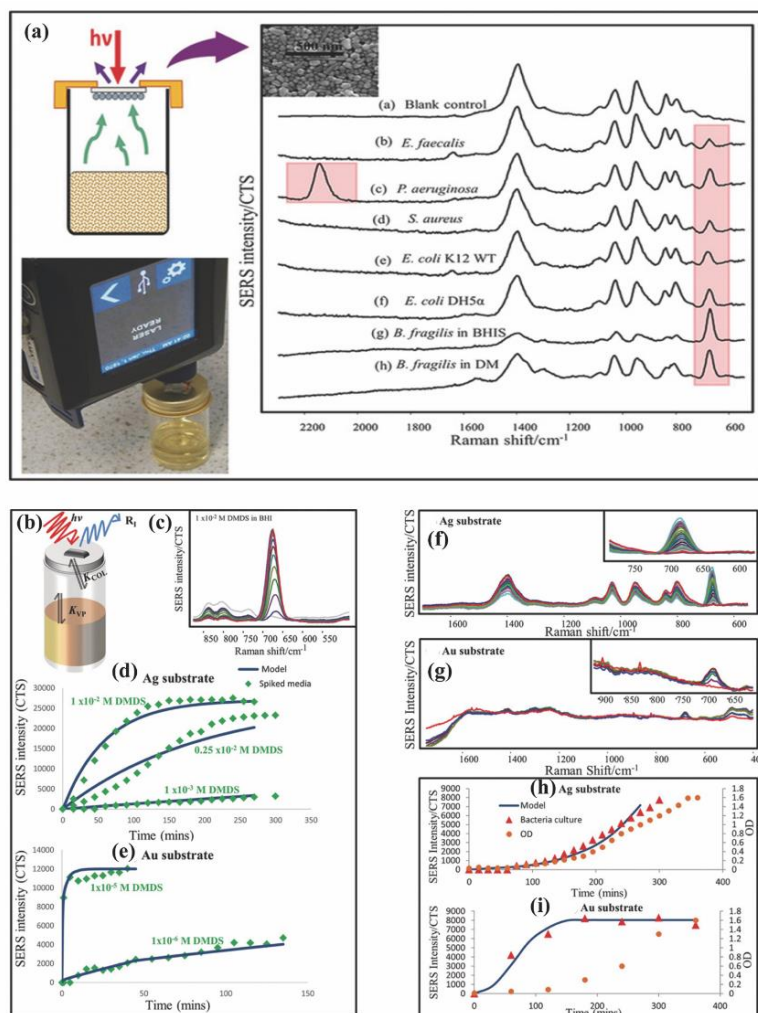 (a)
hν
500 nm
(a) Blank control
(b) E. faecalis
(c) P. aeruginosa
(d) S. aureus
(e) E. coli K12 WT
(f) E. coli DH5α
(g) B. fragilis in BHIS
(h) B. fragilis in DM
SERS intensity/CTS
2200 2000 1800 1600 1400 1200 1000 800 600
Raman shift/cm⁻¹
LASER
READY
(b)
hν
R₁
K_COL
K_VP
(c)
1 x10⁻² M DMDS in BHI
SERS intensity/CTS
850 800 750 700 650 600 550
Raman shift/cm⁻¹
(d) Ag substrate
Model
Spiked media
SERS intensity (CTS)
30000
25000
20000
15000
10000
5000
0
1 x10⁻² M DMDS
0.25 x10⁻² M DMDS
1 x10⁻³ M DMDS
0 50 100 150 200 250 300 350
Time (mins)
(e) Au substrate
SERS intensity (CTS)
14000
12000
10000
8000
6000
4000
2000
0
1x10⁻⁵ M DMDS
1x10⁻⁶ M DMDS
0 50 100 150
Time (mins)
Ag substrate
(f)
SERS intensity/CTS
750 700 650 600
1600 1400 1200 1000 800 600
Raman Shift/cm⁻¹
Au substrate
(g)
SERS Intensity/CTS
900 850 800 750 700 650
1600 1400 1200 1000 800 600 40
Raman Shift/cm⁻¹
(h)
Ag substrate
Model
Bacteria culture
OD
SERS Intensity/CTS
9000
8000
7000
6000
5000
4000
3000
2000
1000
0
1.8
1.6
1.4
1.2
1
0.8
0.6
0.4
0.2
0
OD
0 100 200 300 400
Time (mins)
(i)
Au substrate
SERS Intensity/CTS
9000
8000
7000
6000
5000
4000
3000
2000
1000
0
1.8
1.6
1.4
1.2
1
0.8
0.6
0.4
0.2
0
OD
0 100 200 300 400
Time (mins)